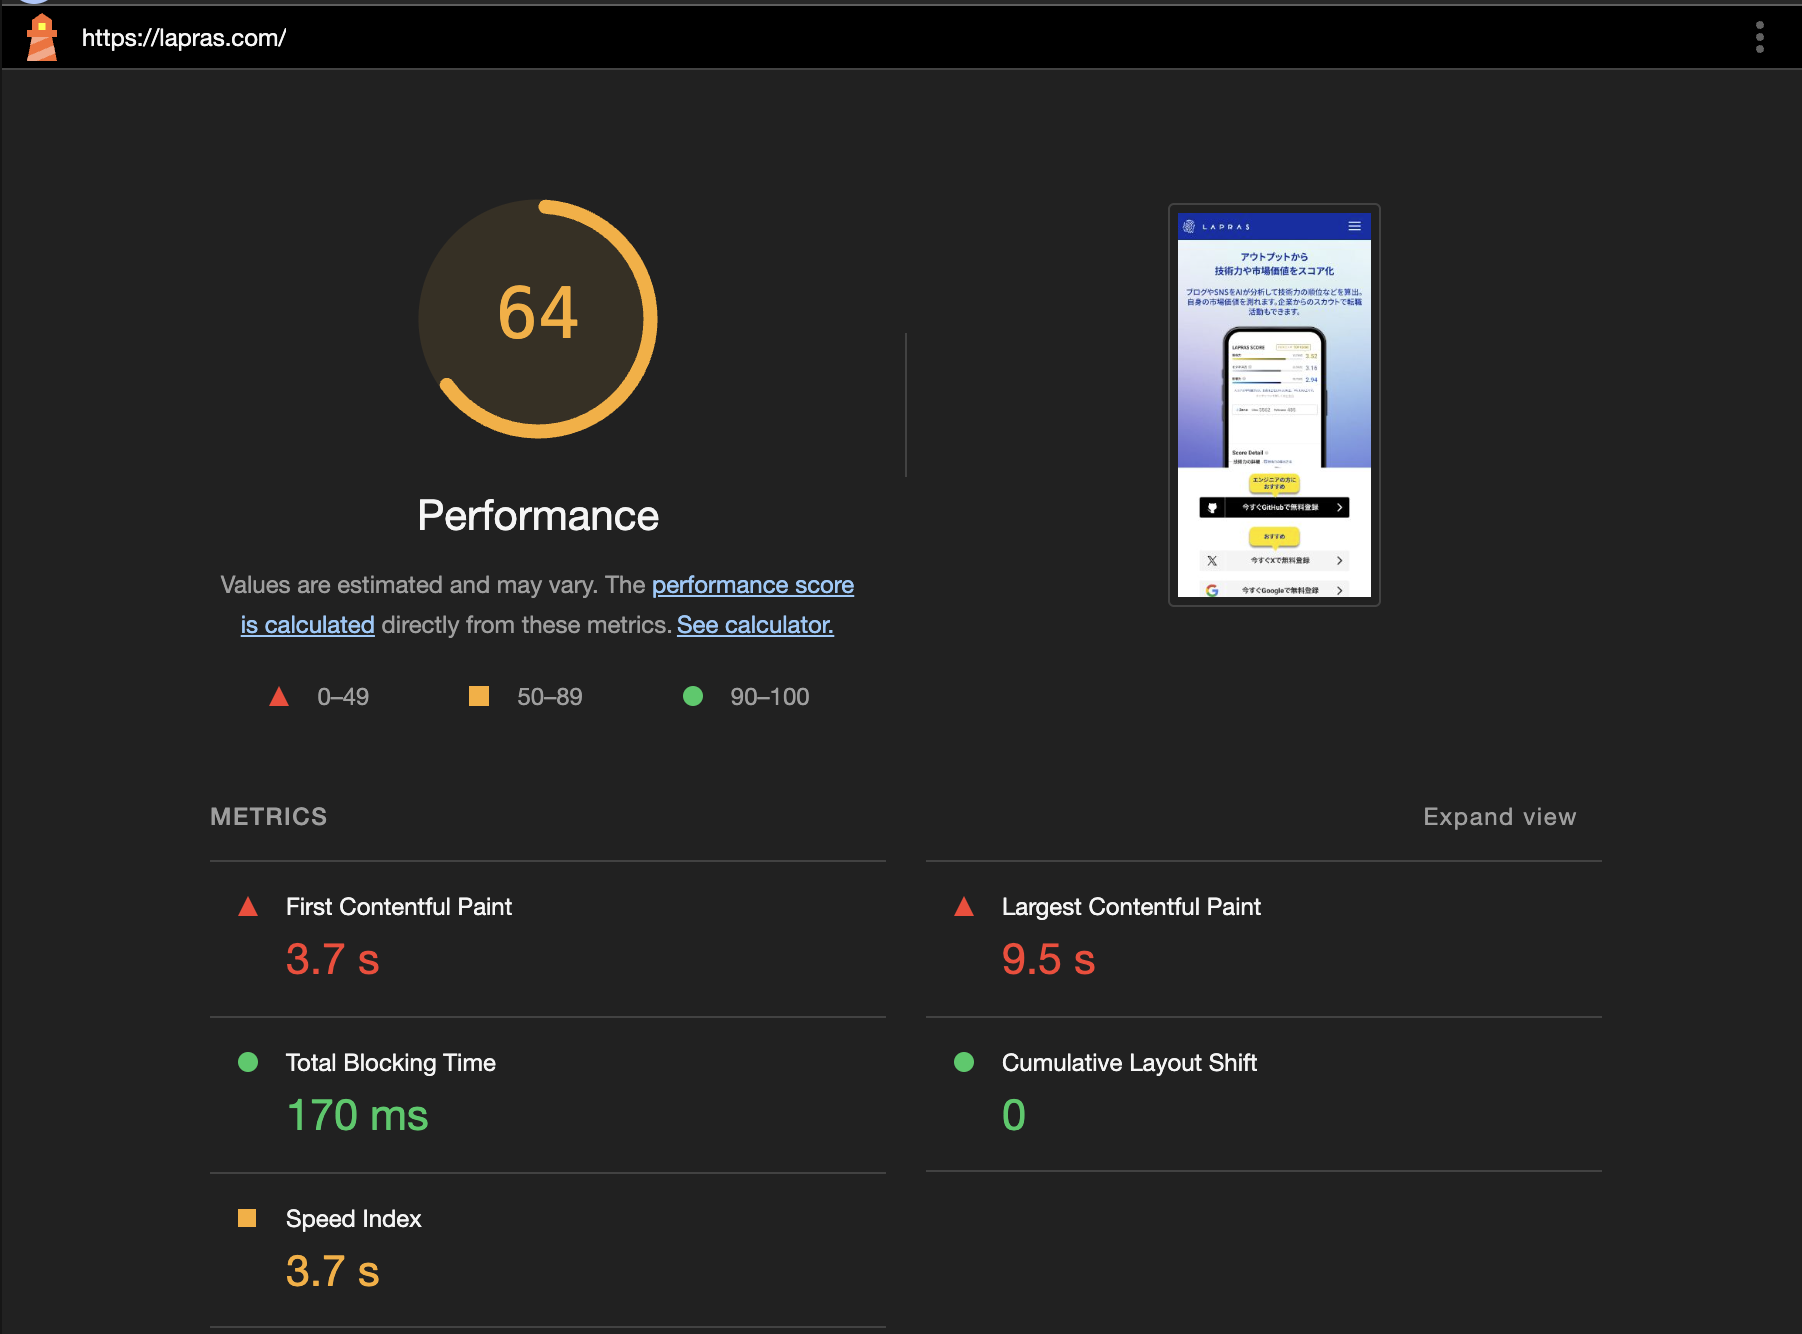 https://lapras.com/
64
Performance
Values are estimated and may vary. The performance score
is calculated directly from these metrics. See calculator.
0–49
50–89
90–100
LAPRAS
アウトプットから
技術力や市場価値をスコア化
ブログやSNSをAIが分析して技術力の順位などを算出。
自身の市場価値を測れます。企業からのスカウトで転職
活動もできます。
LAPRAS SCORE
3.16
2.94
Score Detail
エンジニアの方に
おすすめ
今すぐGitHubで無料登録
おすすめ
今すぐXで無料登録
今すぐGoogleで無料登録
METRICS
Expand view
First Contentful Paint
3.7 s
Largest Contentful Paint
9.5 s
Total Blocking Time
170 ms
Cumulative Layout Shift
0
Speed Index
3.7 s